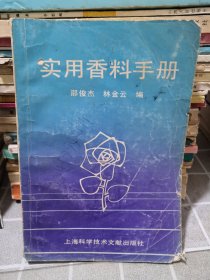 实用香料手册
邵俊杰 林金云 编
上海科学技术文献出版社